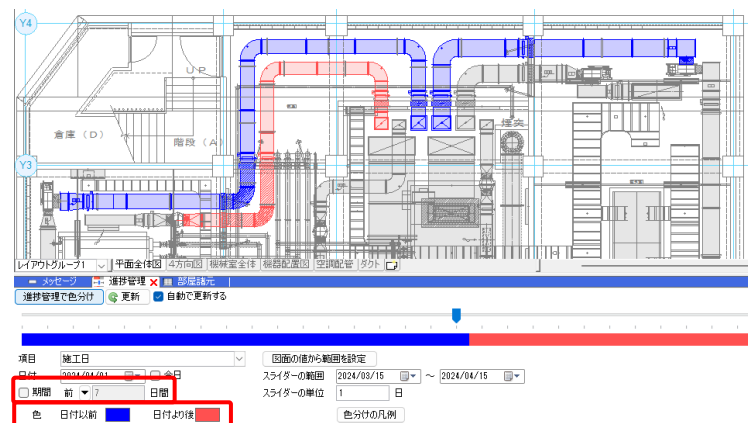 Y4
UP
倉庫（D）
階段（A）
煙突
Y3
レイアウトグループ1 平面全体図 4方向図 機械室全体 機器配置図 空調配管 ダクト
メッセージ 進捗管理 部屋諸元
進捗管理で色分け 更新 自動で更新する
項目 施工日 図面の値から範囲を設定
日付 2024/04/01 今日 スライダーの範囲 2024/03/15 ～ 2024/04/15
期間 前 7 日間 スライダーの単位 1 日
色 日付以前 日付より後 色分けの凡例